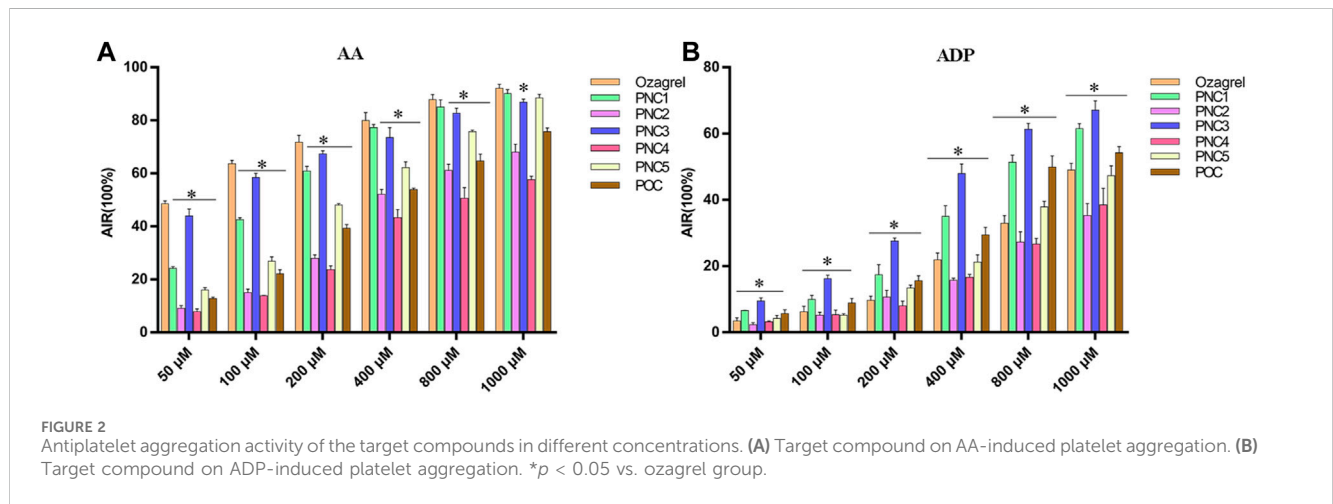 A
AA
AIR(100%)
100
80
60
40
20
0
*
*
*
*
*
*
50 μM
100 μM
200 μM
400 μM
800 μM
1000 μM
Ozagrel
PNC1
PNC2
PNC3
PNC4
PNC5
POC
B
ADP
AIR(100%)
80
60
40
20
0
*
*
*
*
*
*
50 μM
100 μM
200 μM
400 μM
800 μM
1000 μM
Ozagrel
PNC1
PNC2
PNC3
PNC4
PNC5
POC
FIGURE 2
Antiplatelet aggregation activity of the target compounds in different concentrations. (A) Target compound on AA-induced platelet aggregation. (B)
Target compound on ADP-induced platelet aggregation. *p < 0.05 vs. ozagrel group.